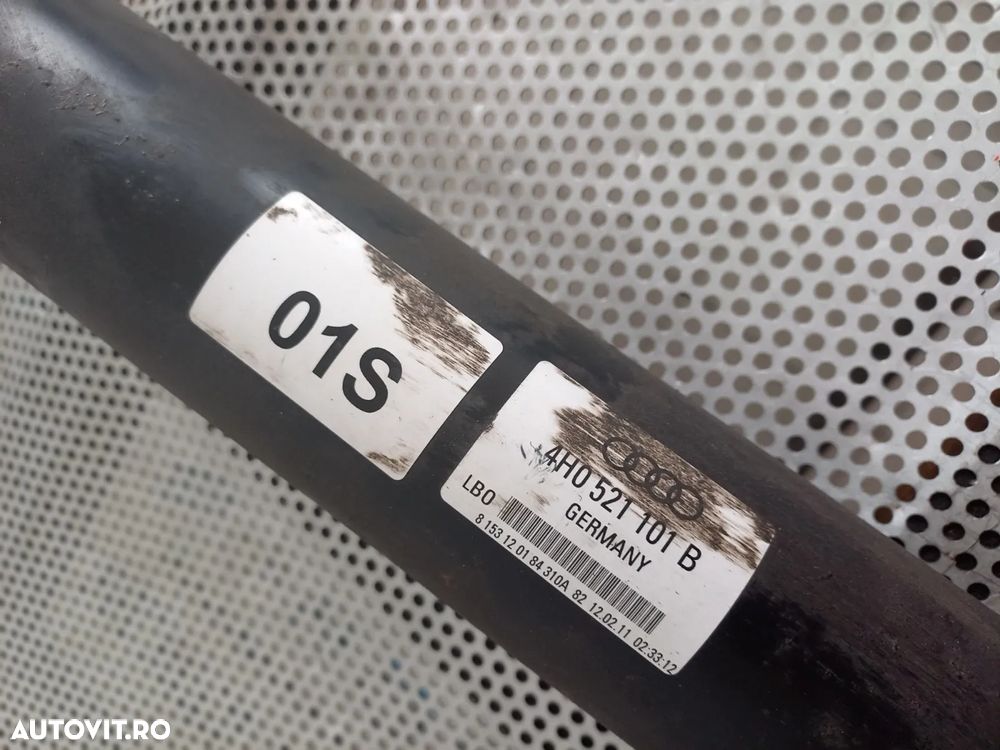 01S
4H0 521 101 B
GERMANY
LBO
8 153 12 01 84 310A 82 12.02.11 02:33:12
AUTOVIT.RO